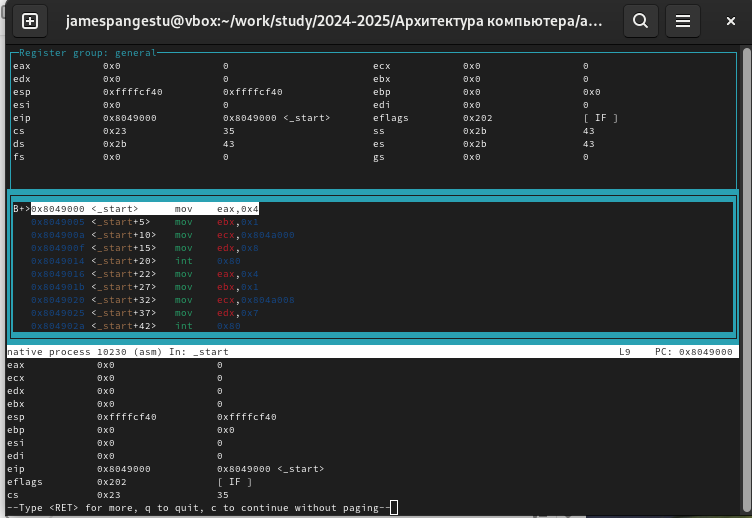 jamespangestu@vbox:~/work/study/2024-2025/Архитектура компьютера/a...
Register group: general
eax 0x0 0 ecx 0x0 0
edx 0x0 0 ebx 0x0 0
esp 0xffffcf40 0xffffcf40 ebp 0x0 0x0
esi 0x0 0 edi 0x0 0
eip 0x8049000 0x8049000 <_start> eflags 0x202 [ IF ]
cs 0x23 35 ss 0x2b 43
ds 0x2b 43 es 0x2b 43
fs 0x0 0 gs 0x0 0
B+>0x8049000 <_start> mov eax,0x4
0x8049005 <_start+5> mov ebx,0x1
0x804900a <_start+10> mov ecx,0x804a000
0x804900f <_start+15> mov edx,0x8
0x8049014 <_start+20> int 0x80
0x8049016 <_start+22> mov eax,0x4
0x804901b <_start+27> mov ebx,0x1
0x8049020 <_start+32> mov ecx,0x804a008
0x8049025 <_start+37> mov edx,0x7
0x804902a <_start+42> int 0x80
native process 10230 (asm) In: _start L9 PC: 0x8049000
eax 0x0 0
ecx 0x0 0
edx 0x0 0
ebx 0x0 0
esp 0xffffcf40 0xffffcf40
ebp 0x0 0x0
esi 0x0 0
edi 0x0 0
eip 0x8049000 0x8049000 <_start>
eflags 0x202 [ IF ]
cs 0x23 35
--Type <RET> for more, q to quit, c to continue without paging--